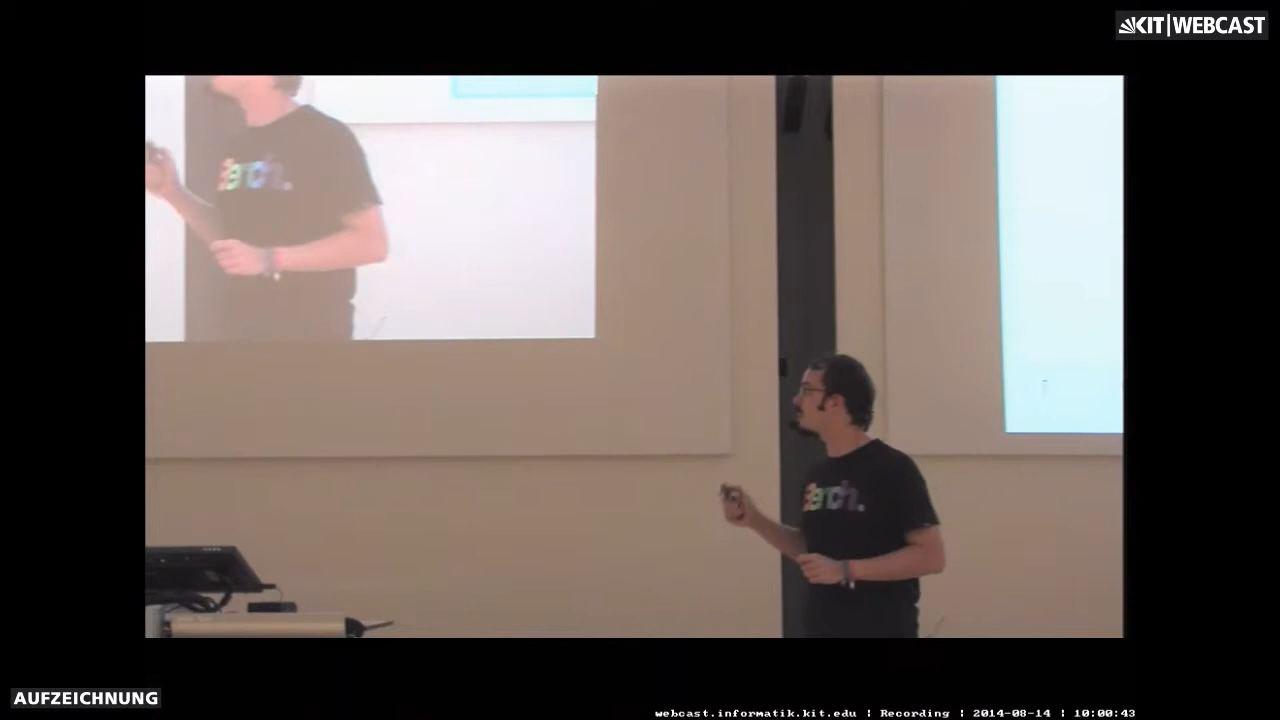 KIT|WEBCAST
AUFZEICHNUNG
webcast.informatik.kit.edu | Recording | 2014-08-14 | 10:00:43